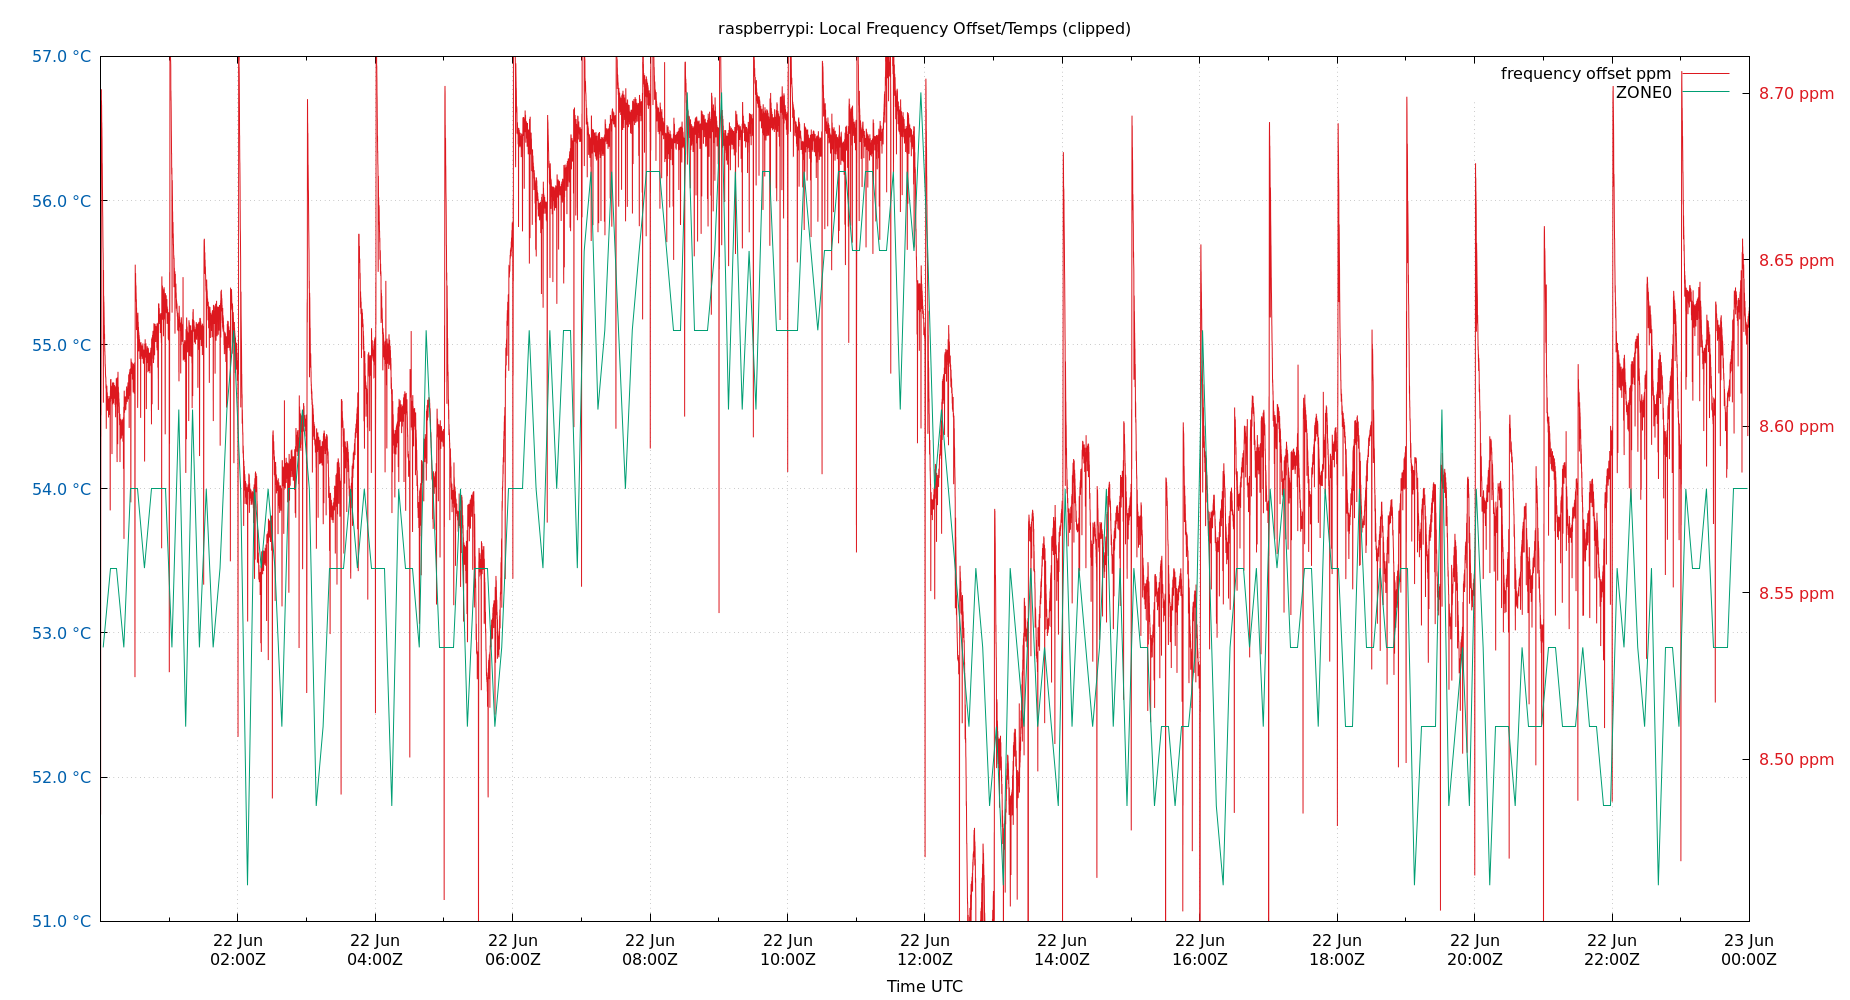 raspberrypi: Local Frequency Offset/Temps (clipped)
frequency offset ppm
ZONE0
57.0 °C
56.0 °C
55.0 °C
54.0 °C
53.0 °C
52.0 °C
51.0 °C
8.70 ppm
8.65 ppm
8.60 ppm
8.55 ppm
8.50 ppm
22 Jun 22 Jun 22 Jun 22 Jun 22 Jun 22 Jun 22 Jun 22 Jun 22 Jun 22 Jun 22 Jun 23 Jun
02:00Z 04:00Z 06:00Z 08:00Z 10:00Z 12:00Z 14:00Z 16:00Z 18:00Z 20:00Z 22:00Z 00:00Z
Time UTC